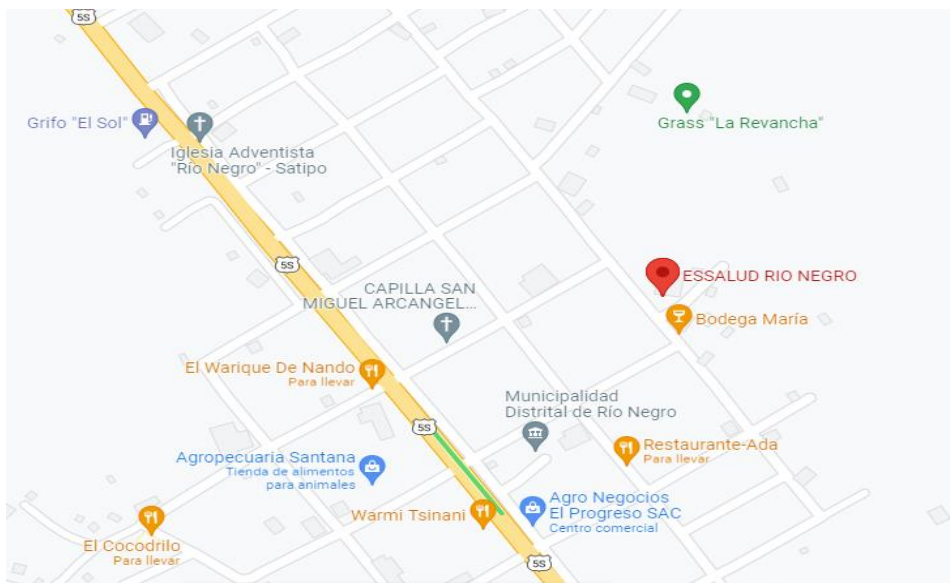 5S
Grifo "El Sol"
Iglesia Adventista
"Río Negro" - Satipo
Grass "La Revancha"
5S
ESSALUD RIO NEGRO
CAPILLA SAN
MIGUEL ARCANGEL...
Bodega María
El Warique De Nando
Para llevar
Municipalidad
Distrital de Río Negro
5S
Restaurante-Ada
Para llevar
Agropecuaria Santana
Tienda de alimentos
para animales
Agro Negocios
El Progreso SAC
Centro comercial
Warmi Tsinani
El Cocodrilo
Para llevar
5S